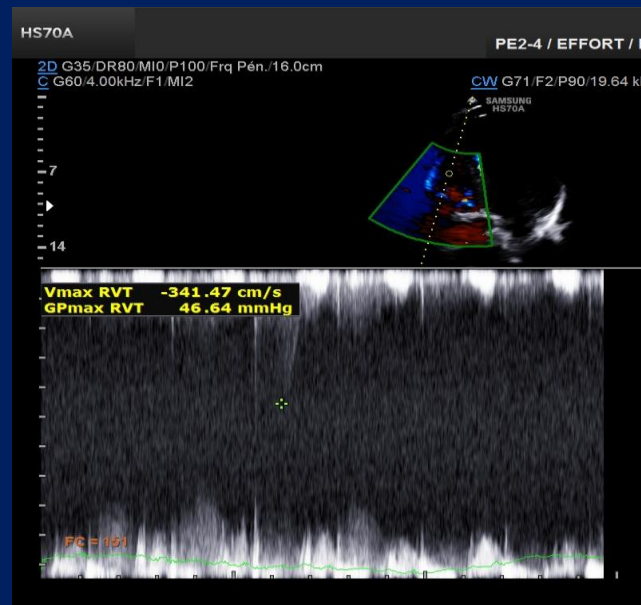 HS70A
PE2-4 / EFFORT /
2D G35/DR80/MI0/P100/Frq Pén./16.0cm
C G60/4.00kHz/F1/MI2
CW G71/F2/P90/19.64 k
SAMSUNG
HS70A
7
14
Vmax RVT -341.47 cm/s
GPmax RVT 46.64 mmHg
FC = 151